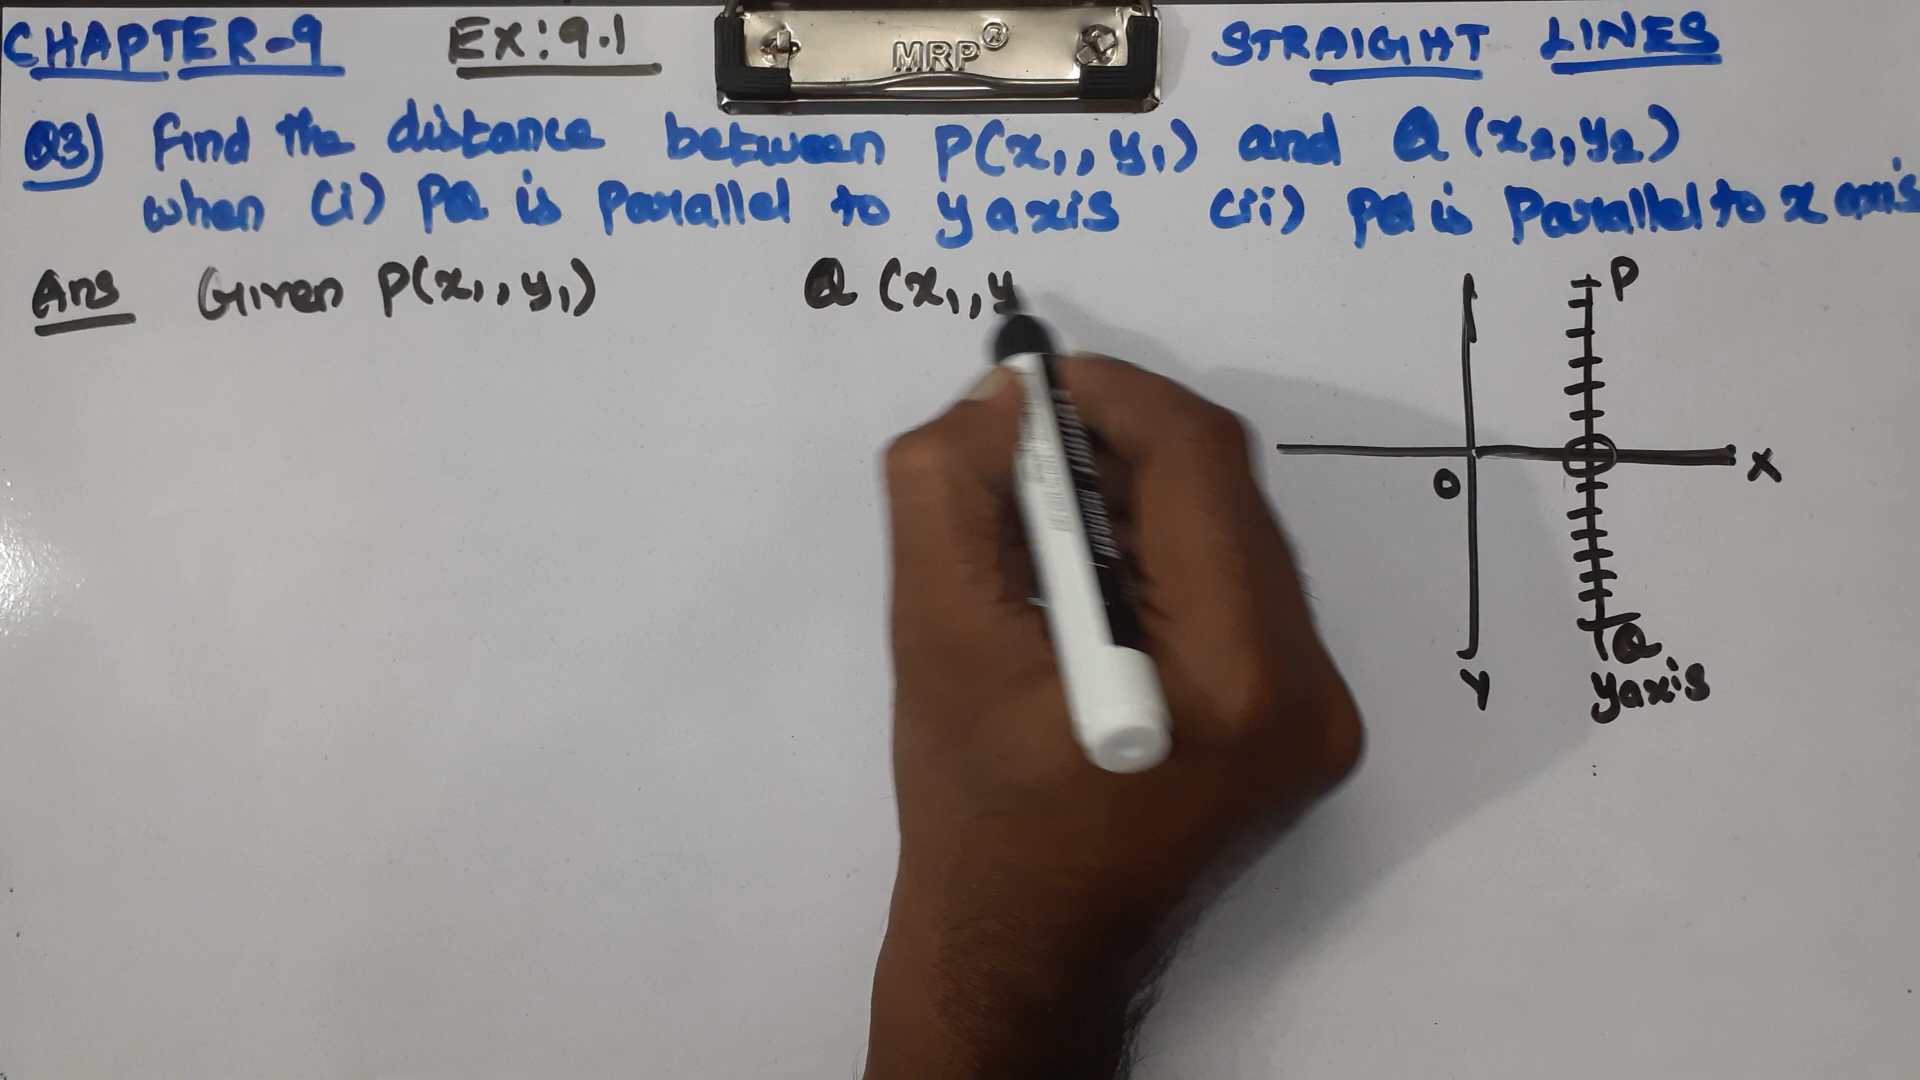 CHAPTER-9 EX:9.1 MRP® STRAIGHT LINES
Q3) Find the distance between P(x₁, y₁) and Q (x₂, y₂)
when (i) PQ is parallel to y axis (ii) PQ is Parallel to x axis
Ans Given P(x₁, y₁) Q (x₁, y
P
X
O
Q
Y
y axis